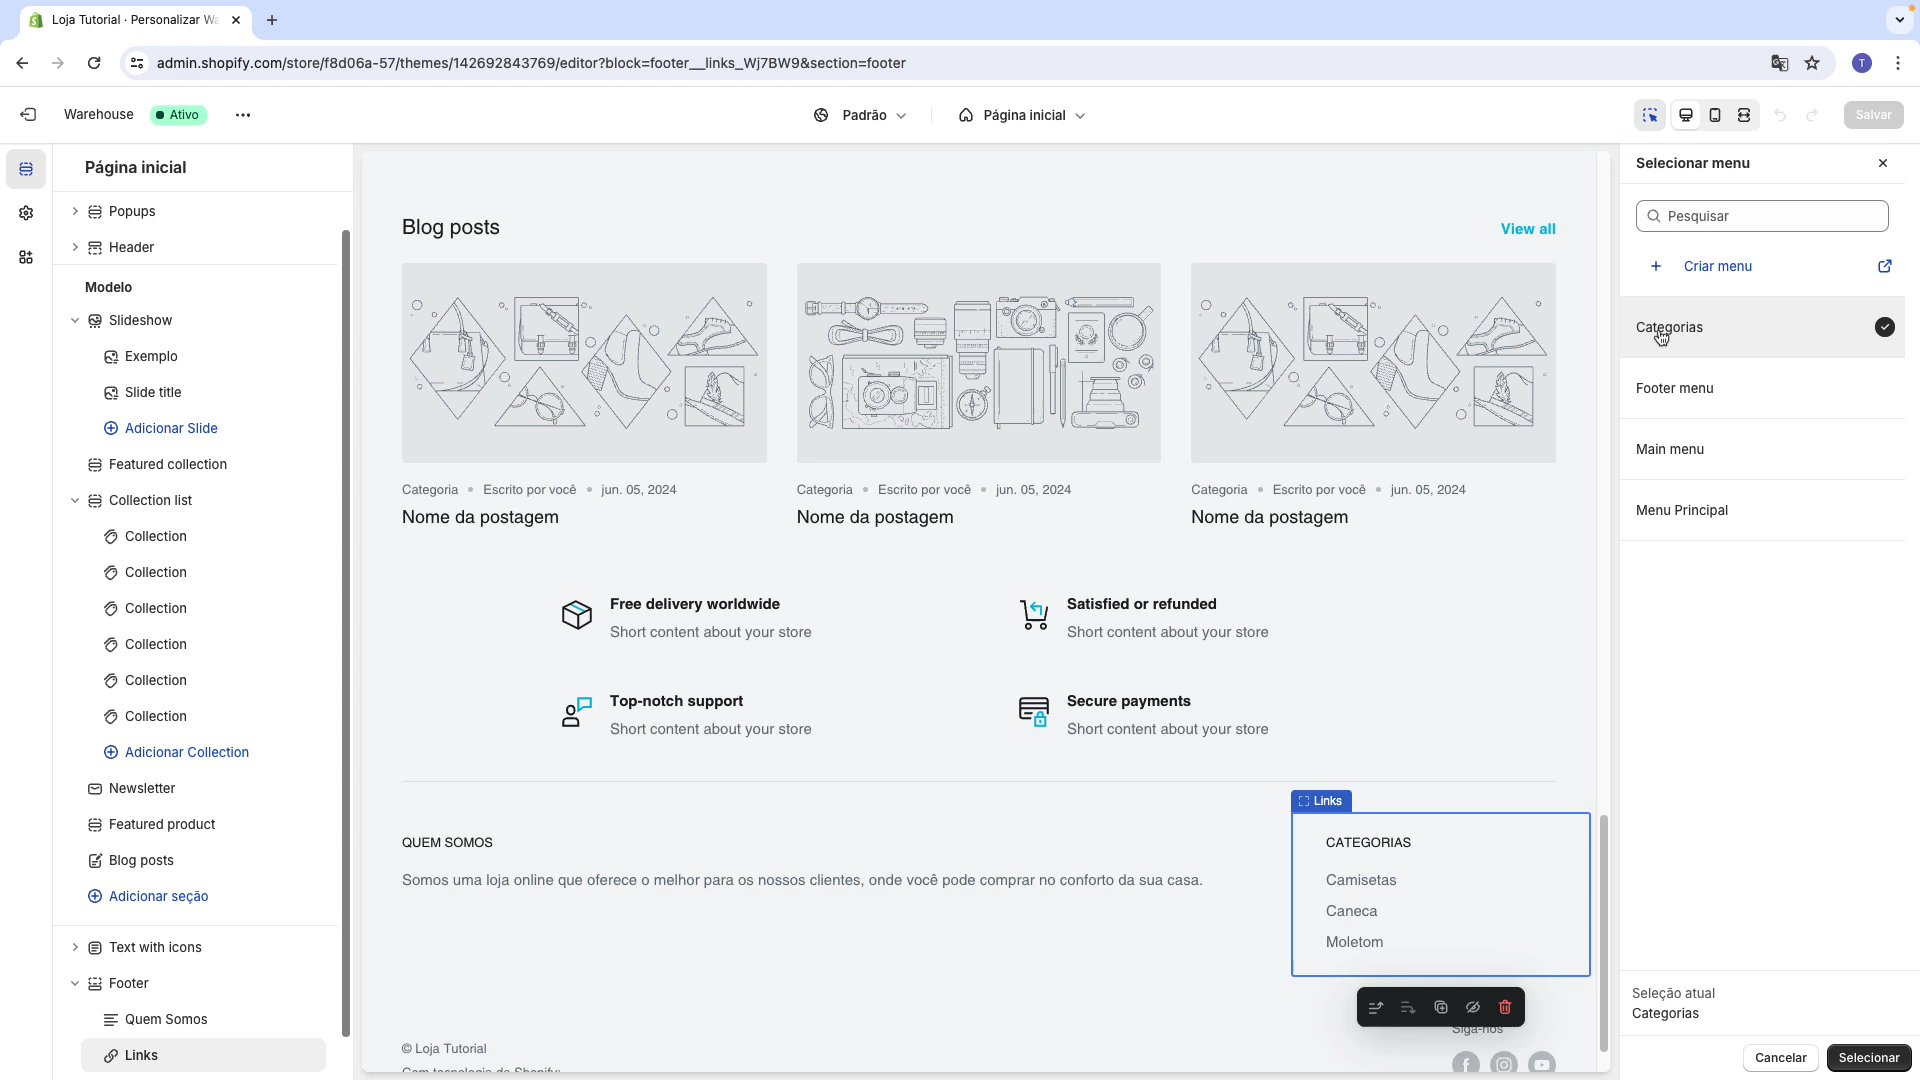 Loja Tutorial · Personalizar Wa
admin.shopify.com/store/f8d06a-57/themes/142692843769/editor?block=footer__links_Wj7BW9&section=footer
T
Warehouse
Ativo
Padrão
Página inicial
Salvar
Página inicial
Popups
Header
Modelo
Slideshow
Exemplo
Slide title
Adicionar Slide
Featured collection
Collection list
Collection
Collection
Collection
Collection
Collection
Collection
Adicionar Collection
Newsletter
Featured product
Blog posts
Adicionar seção
Text with icons
Footer
Quem Somos
Links
Blog posts
View all
Categoria • Escrito por você • jun. 05, 2024
Nome da postagem
Categoria • Escrito por você • jun. 05, 2024
Nome da postagem
Categoria • Escrito por você • jun. 05, 2024
Nome da postagem
Free delivery worldwide
Short content about your store
Satisfied or refunded
Short content about your store
Top-notch support
Short content about your store
Secure payments
Short content about your store
QUEM SOMOS
Somos uma loja online que oferece o melhor para os nossos clientes, onde você pode comprar no conforto da sua casa.
Links
CATEGORIAS
Camisetas
Caneca
Moletom
Siga-nos
© Loja Tutorial
Com tecnologia da Shopify:
Selecionar menu
Pesquisar
Criar menu
Categorias
Footer menu
Main menu
Menu Principal
Seleção atual
Categorias
Cancelar
Selecionar